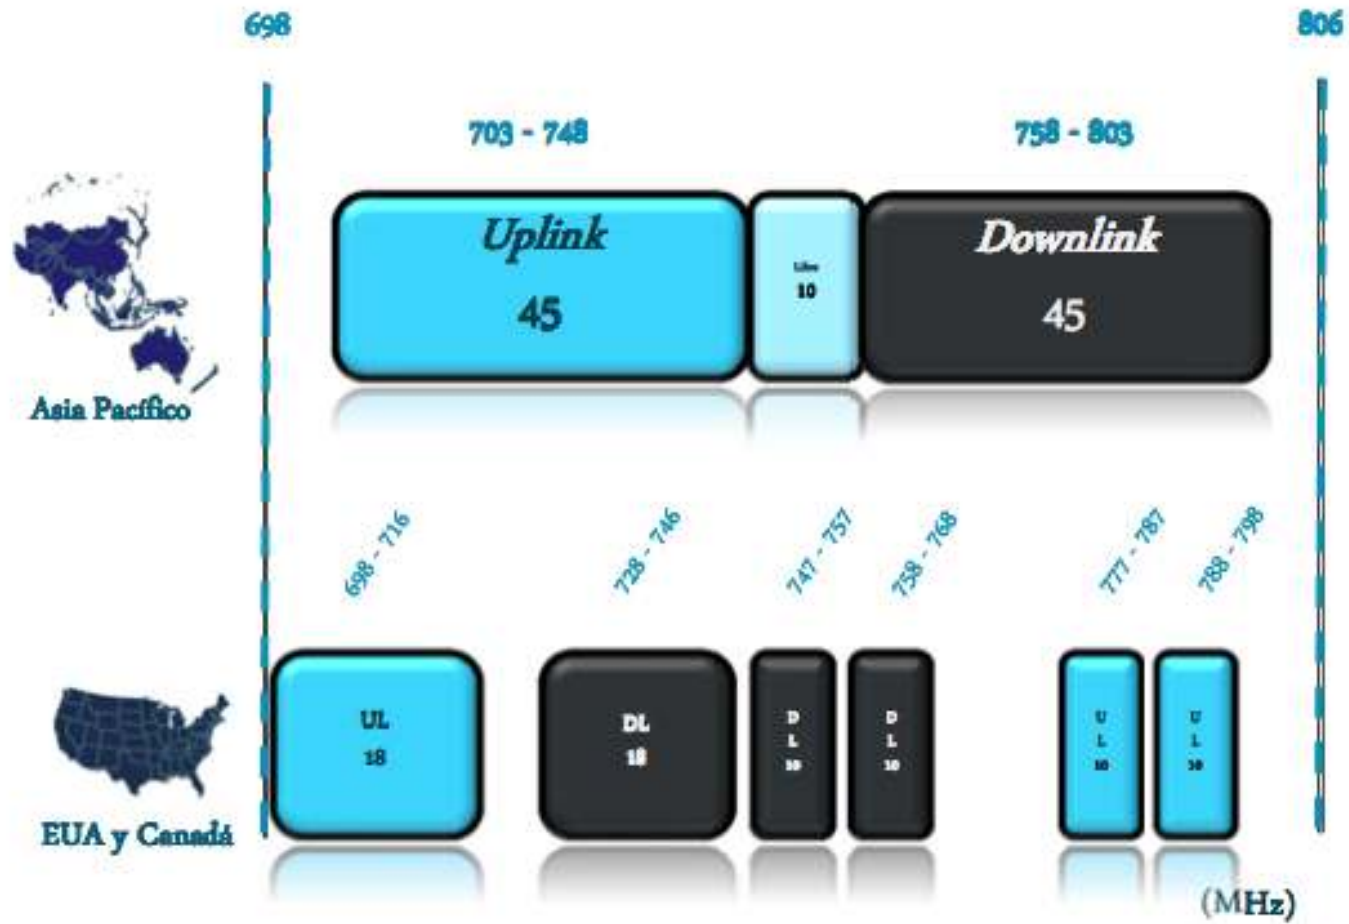 698
806
703 - 748
758 - 803
Uplink
45
Libre
10
Downlink
45
Asia Pacífico
698 - 716
728 - 746
747 - 757
758 - 768
777 - 787
788 - 798
UL
18
DL
18
D
L
10
D
L
10
U
L
10
U
L
10
EUA y Canadá
(MHz)